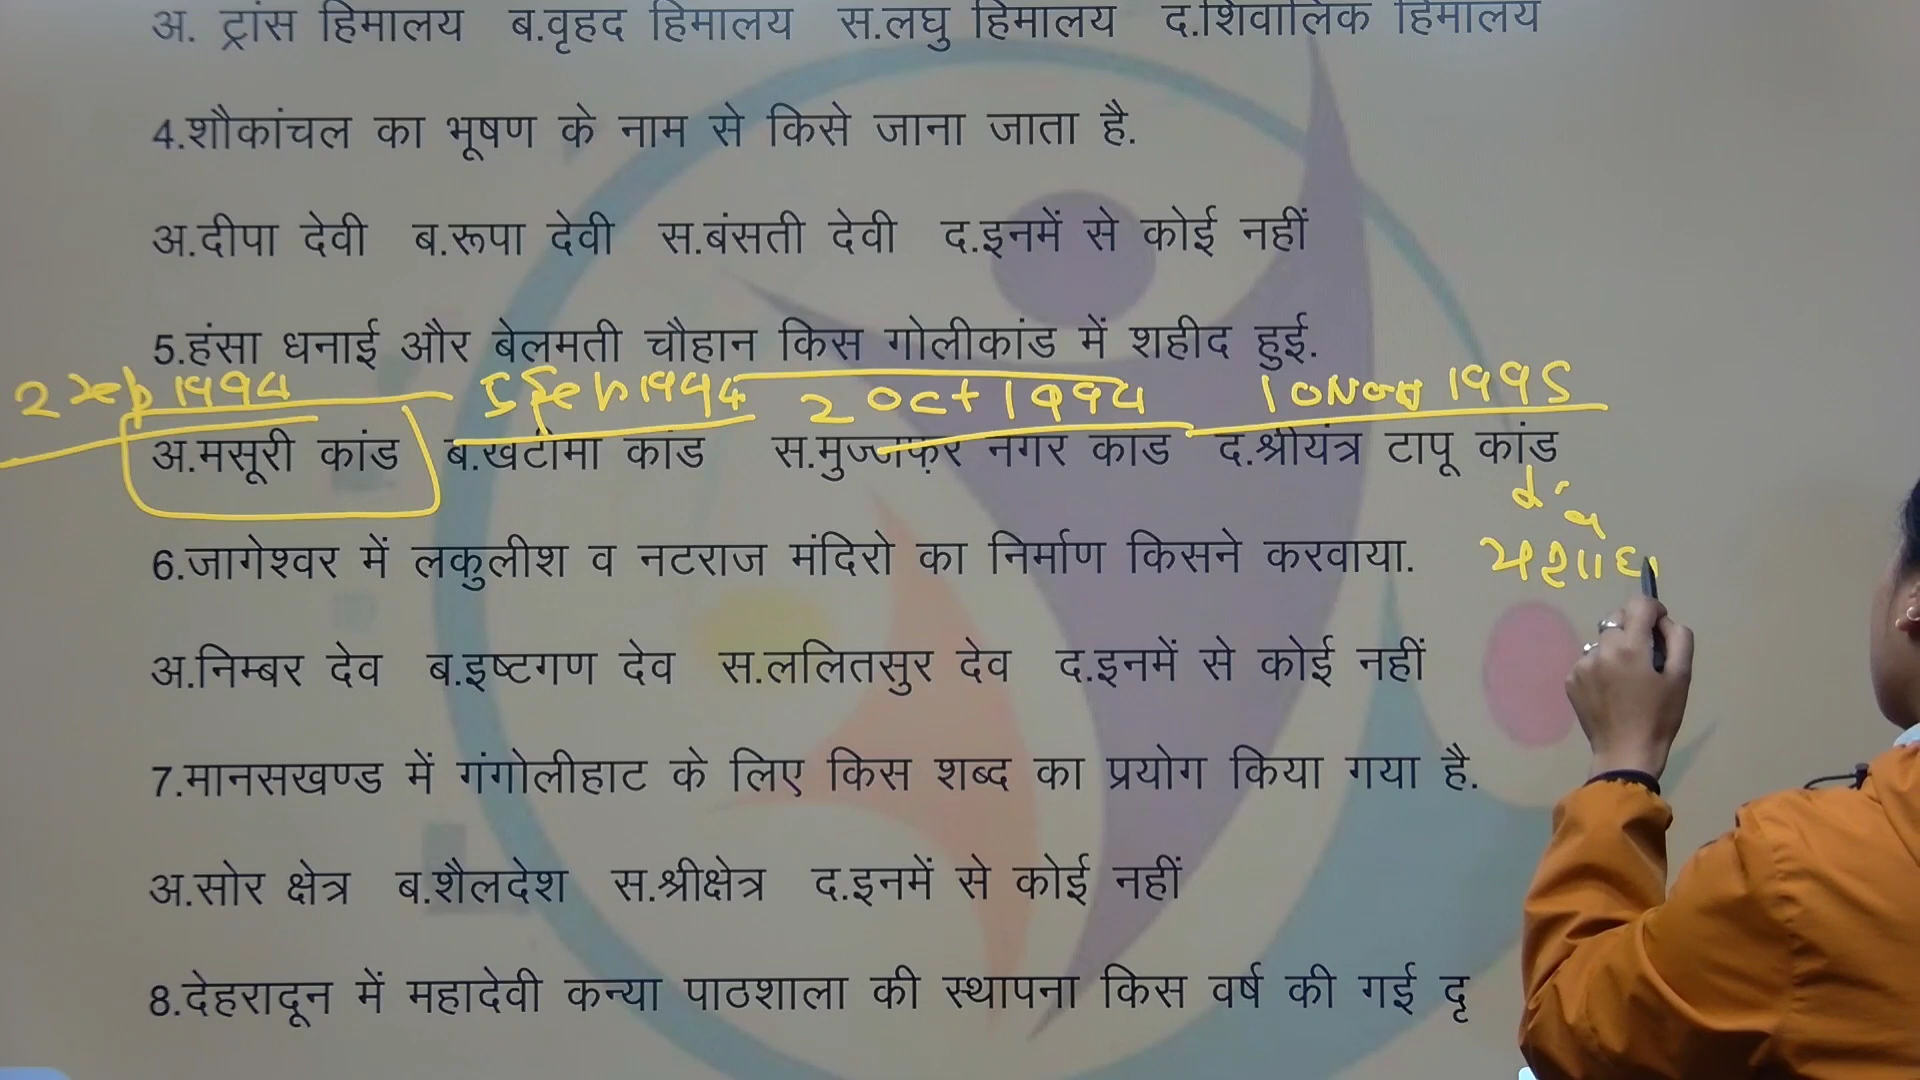 अ. ट्रांस हिमालय ब.वृहद हिमालय स.लघु हिमालय द.शिवालिक हिमालय
4.शौकांचल का भूषण के नाम से किसे जाना जाता है.
अ.दीपा देवी ब.रूपा देवी स.बंसती देवी द.इनमें से कोई नहीं
5.हंसा धनाई और बेलमती चौहान किस गोलीकांड में शहीद हुई.
2 Sep 1994 1 Sep 1994 2 Oct 1994 10 Nov 1995
अ.मसूरी कांड ब.खटीमा कांड स.मुज्जफ़र नगर कांड द.श्रीयंत्र टापू कांड
6.जागेश्वर में लकुलीश व नटराज मंदिरो का निर्माण किसने करवाया. यशोध
अ.निम्बर देव ब.इष्टगण देव स.ललितसुर देव द.इनमें से कोई नहीं
7.मानसखण्ड में गंगोलीहाट के लिए किस शब्द का प्रयोग किया गया है.
अ.सोर क्षेत्र ब.शैलदेश स.श्रीक्षेत्र द.इनमें से कोई नहीं
8.देहरादून में महादेवी कन्या पाठशाला की स्थापना किस वर्ष की गई दृ